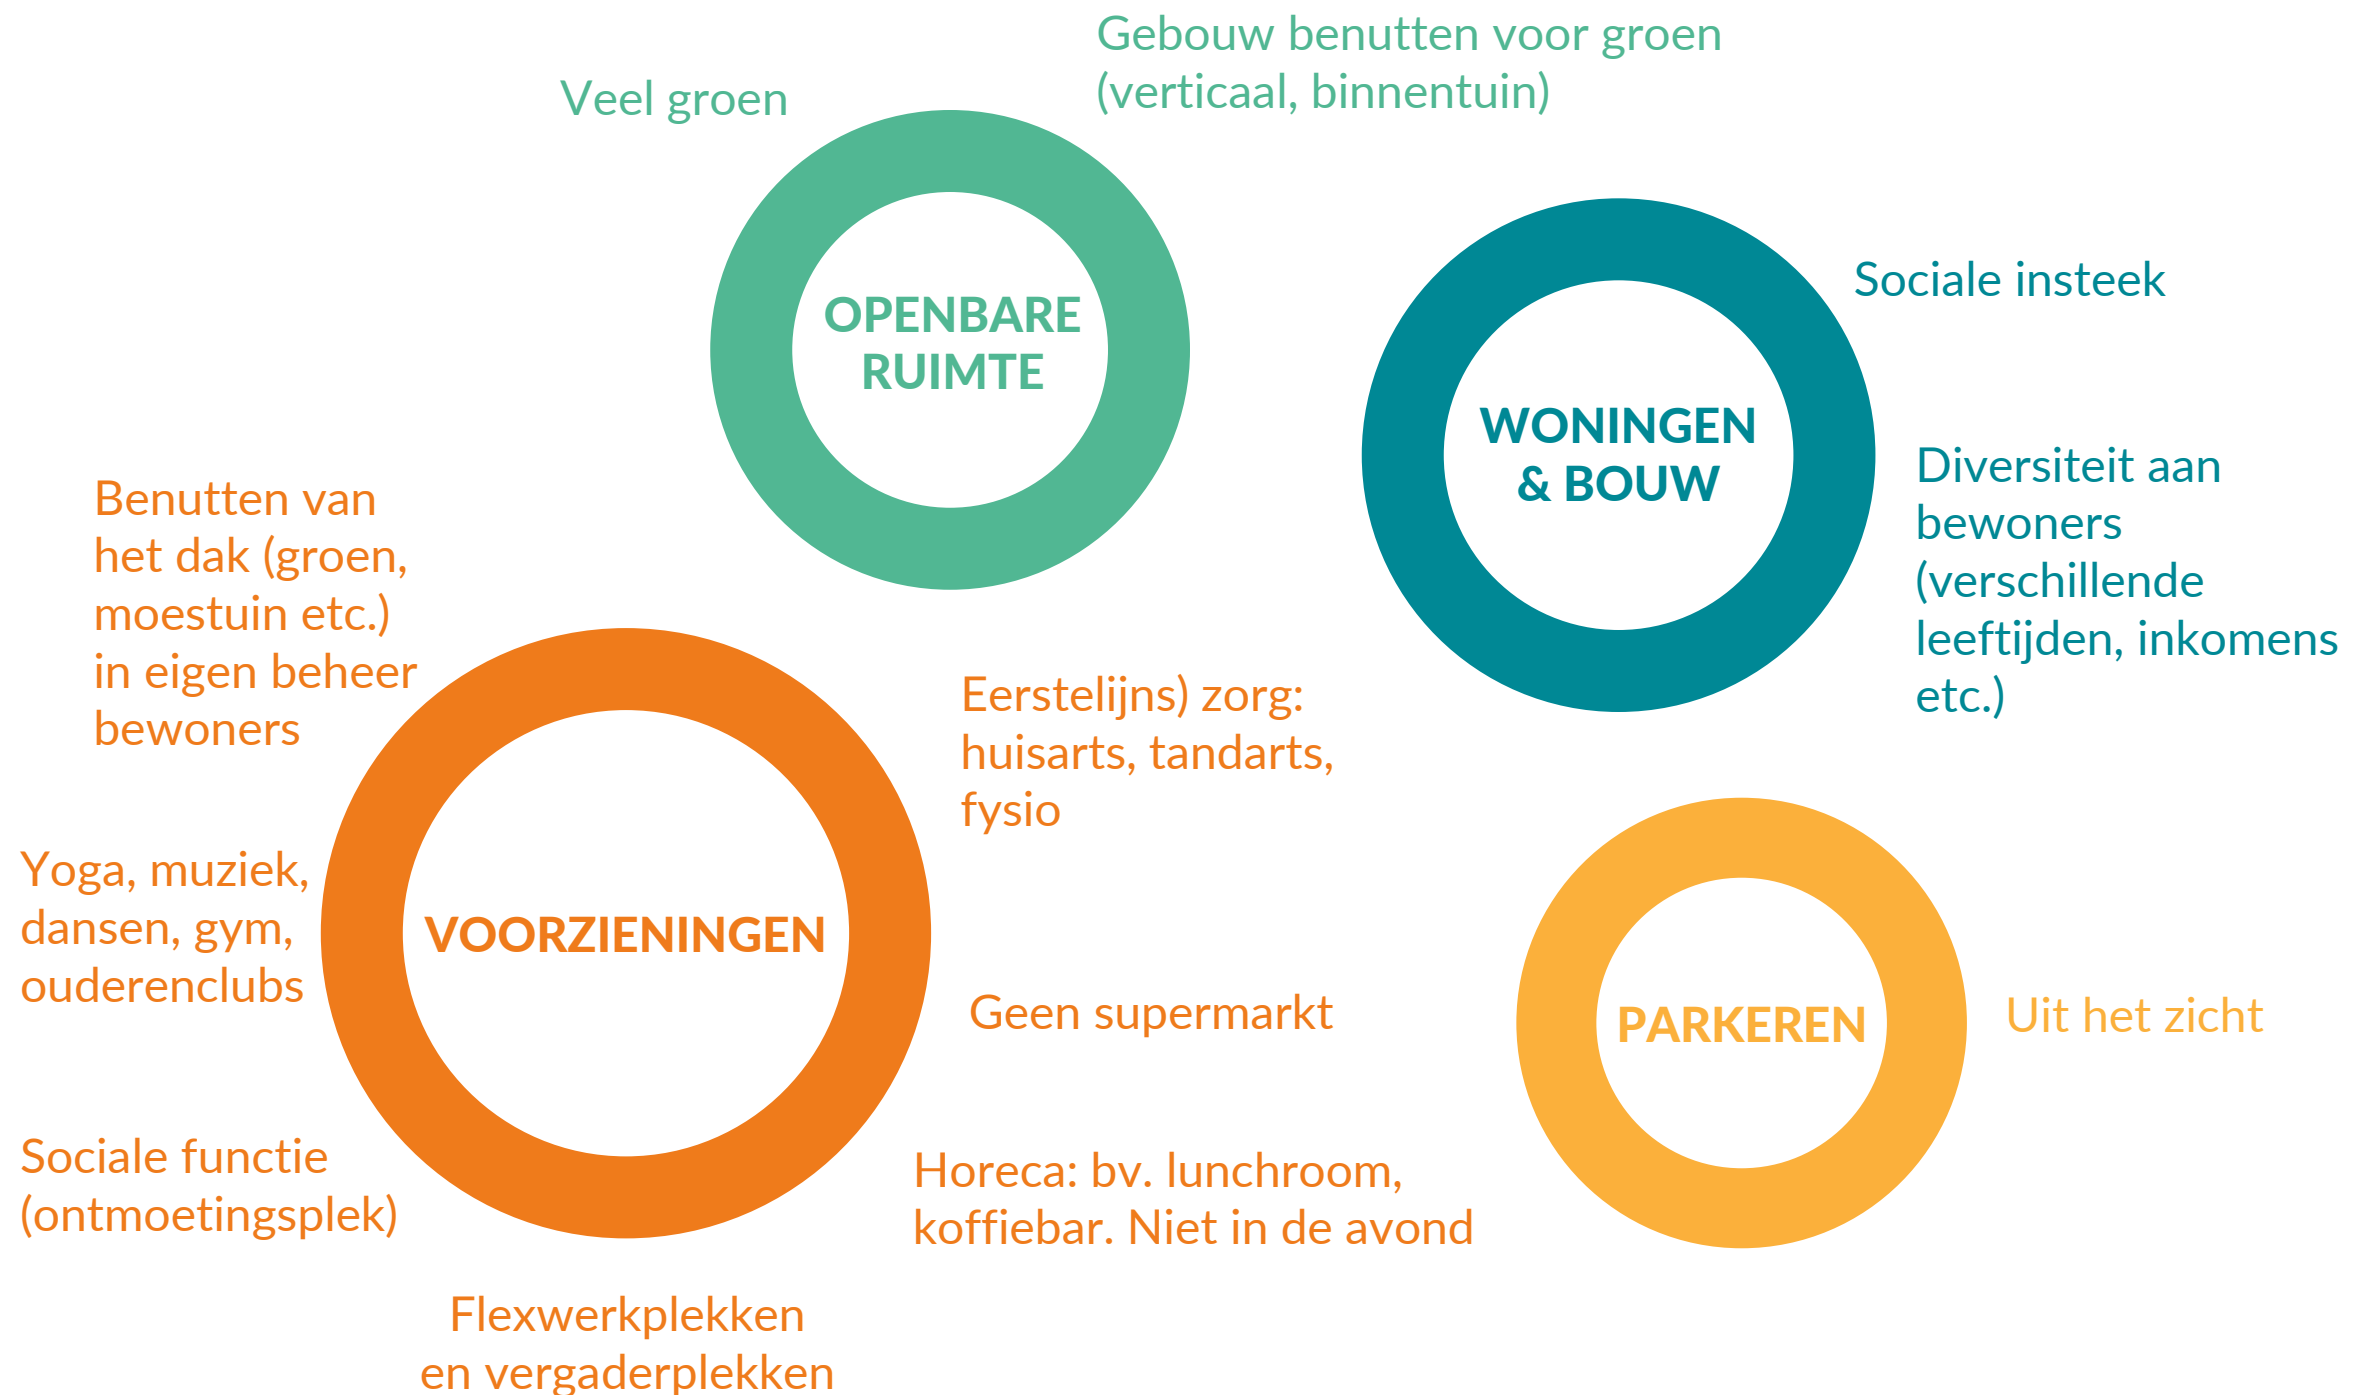 Veel groen
Gebouw benutten voor groen
(verticaal, binnentuin)
OPENBARE
RUIMTE
WONINGEN
& BOUW
Sociale insteek
Diversiteit aan
bewoners
(verschillende
leeftijden, inkomens
etc.)
Benutten van
het dak (groen,
moestuin etc.)
in eigen beheer
bewoners
Yoga, muziek,
dansen, gym,
ouderenclubs
Sociale functie
(ontmoetingsplek)
VOORZIENINGEN
Eerstelijns) zorg:
huisarts, tandarts,
fysio
Geen supermarkt
Horeca: bv. lunchroom,
koffiebar. Niet in de avond
Flexwerkplekken
en vergaderplekken
PARKEREN
Uit het zicht